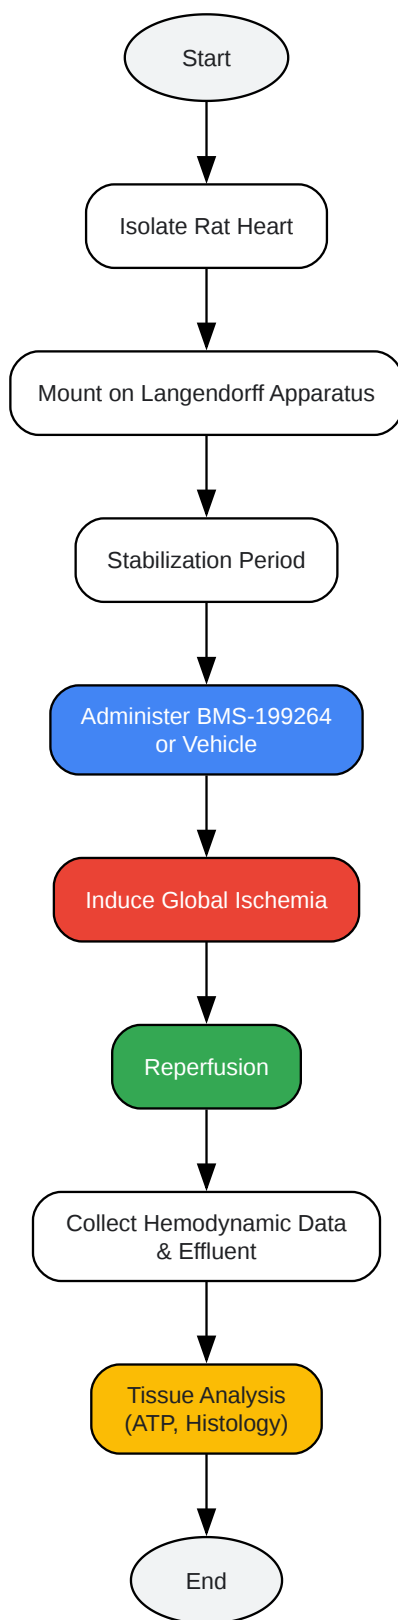 Start
Isolate Rat Heart
Mount on Langendorff Apparatus
Stabilization Period
Administer BMS-199264
or Vehicle
Induce Global Ischemia
Reperfusion
Collect Hemodynamic Data
& Effluent
Tissue Analysis
(ATP, Histology)
End